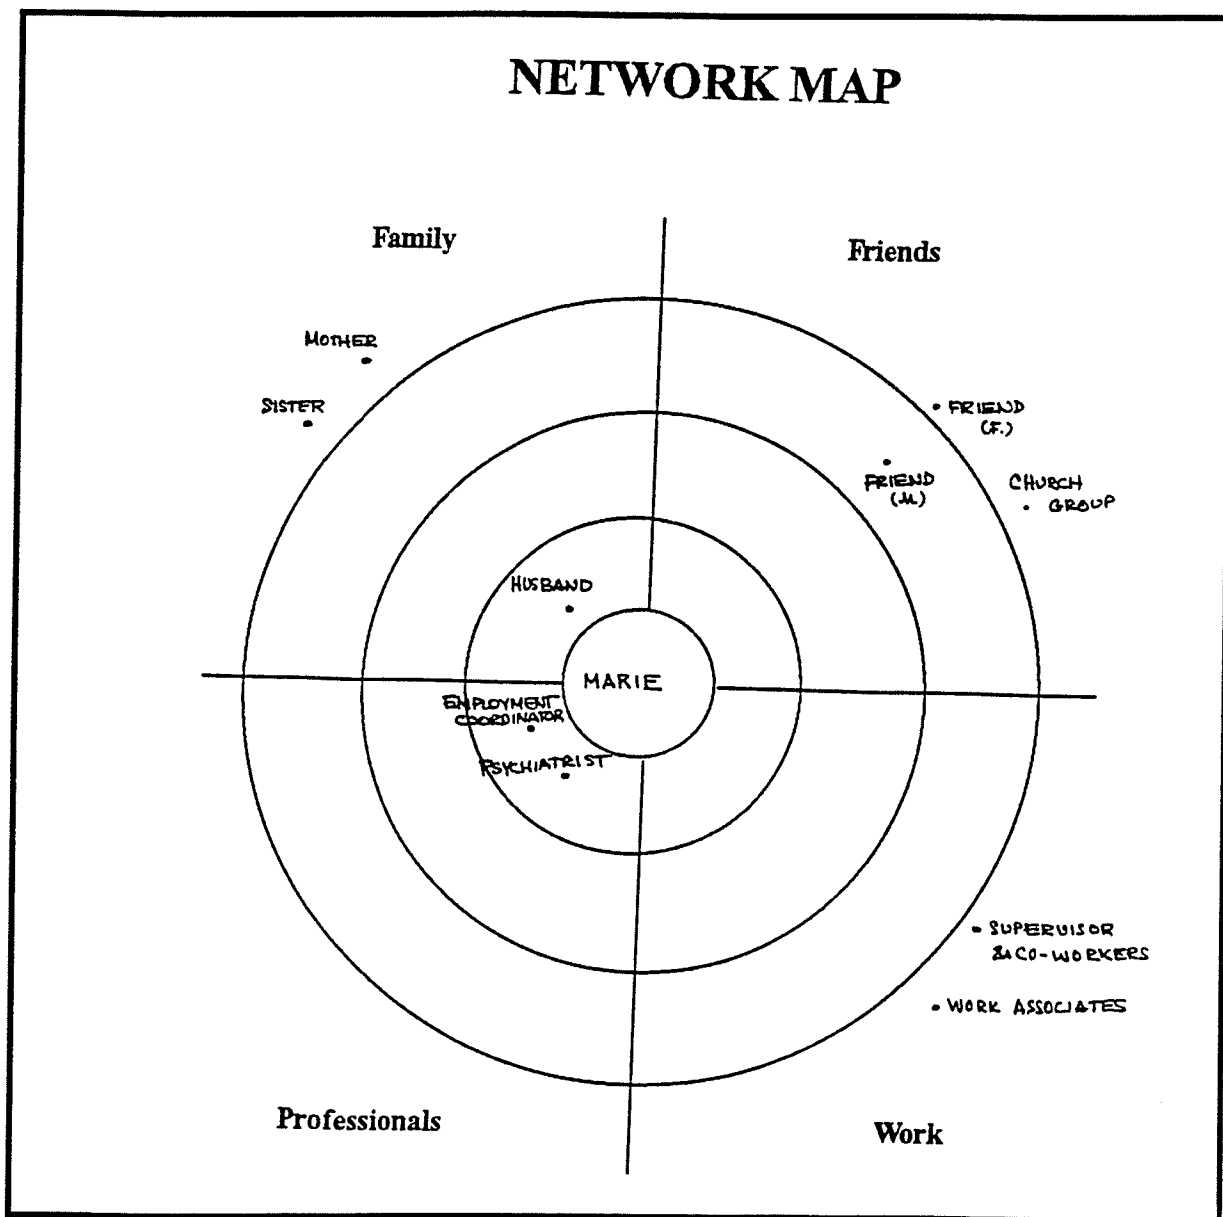 NETWORK MAP
Family
Friends
MOTHER
SISTER
FRIEND
(F.)
FRIEND
(M)
CHURCH
GROUP
HUSBAND
MARIE
EMPLOYMENT
COORDINATOR
PSYCHIATRIST
SUPERVISOR
& CO-WORKERS
WORK ASSOCIATES
Professionals
Work